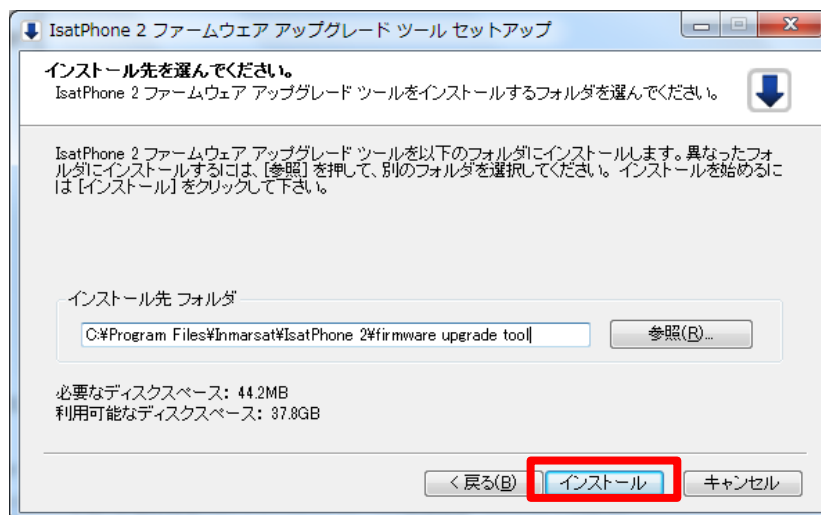 IsatPhone 2 ファームウェア アップグレード ツール セットアップ
インストール先を選んでください。
IsatPhone 2 ファームウェア アップグレード ツールをインストールするフォルダを選んでください。
IsatPhone 2 ファームウェア アップグレード ツールを以下のフォルダにインストールします。異なったフォ
ルダにインストールするには、[参照] を押して、別のフォルダを選択してください。インストールを始めるに
は [インストール] をクリックして下さい。
インストール先 フォルダ
C:¥Program Files¥Inmarsat¥IsatPhone 2¥firmware upgrade tool
参照(R)...
必要なディスクスペース: 44.2MB
利用可能なディスクスペース: 37.8GB
< 戻る(B)
インストール
キャンセル